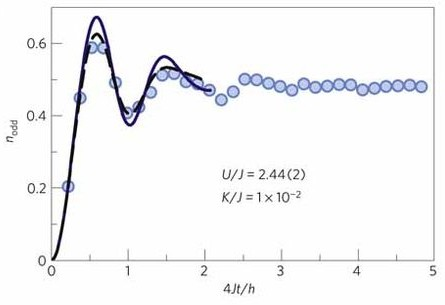 0.6
0.4
0.2
0
n_odd
U/J = 2.44(2)
K/J = 1 × 10⁻²
0 1 2 3 4 5
4Jt/h